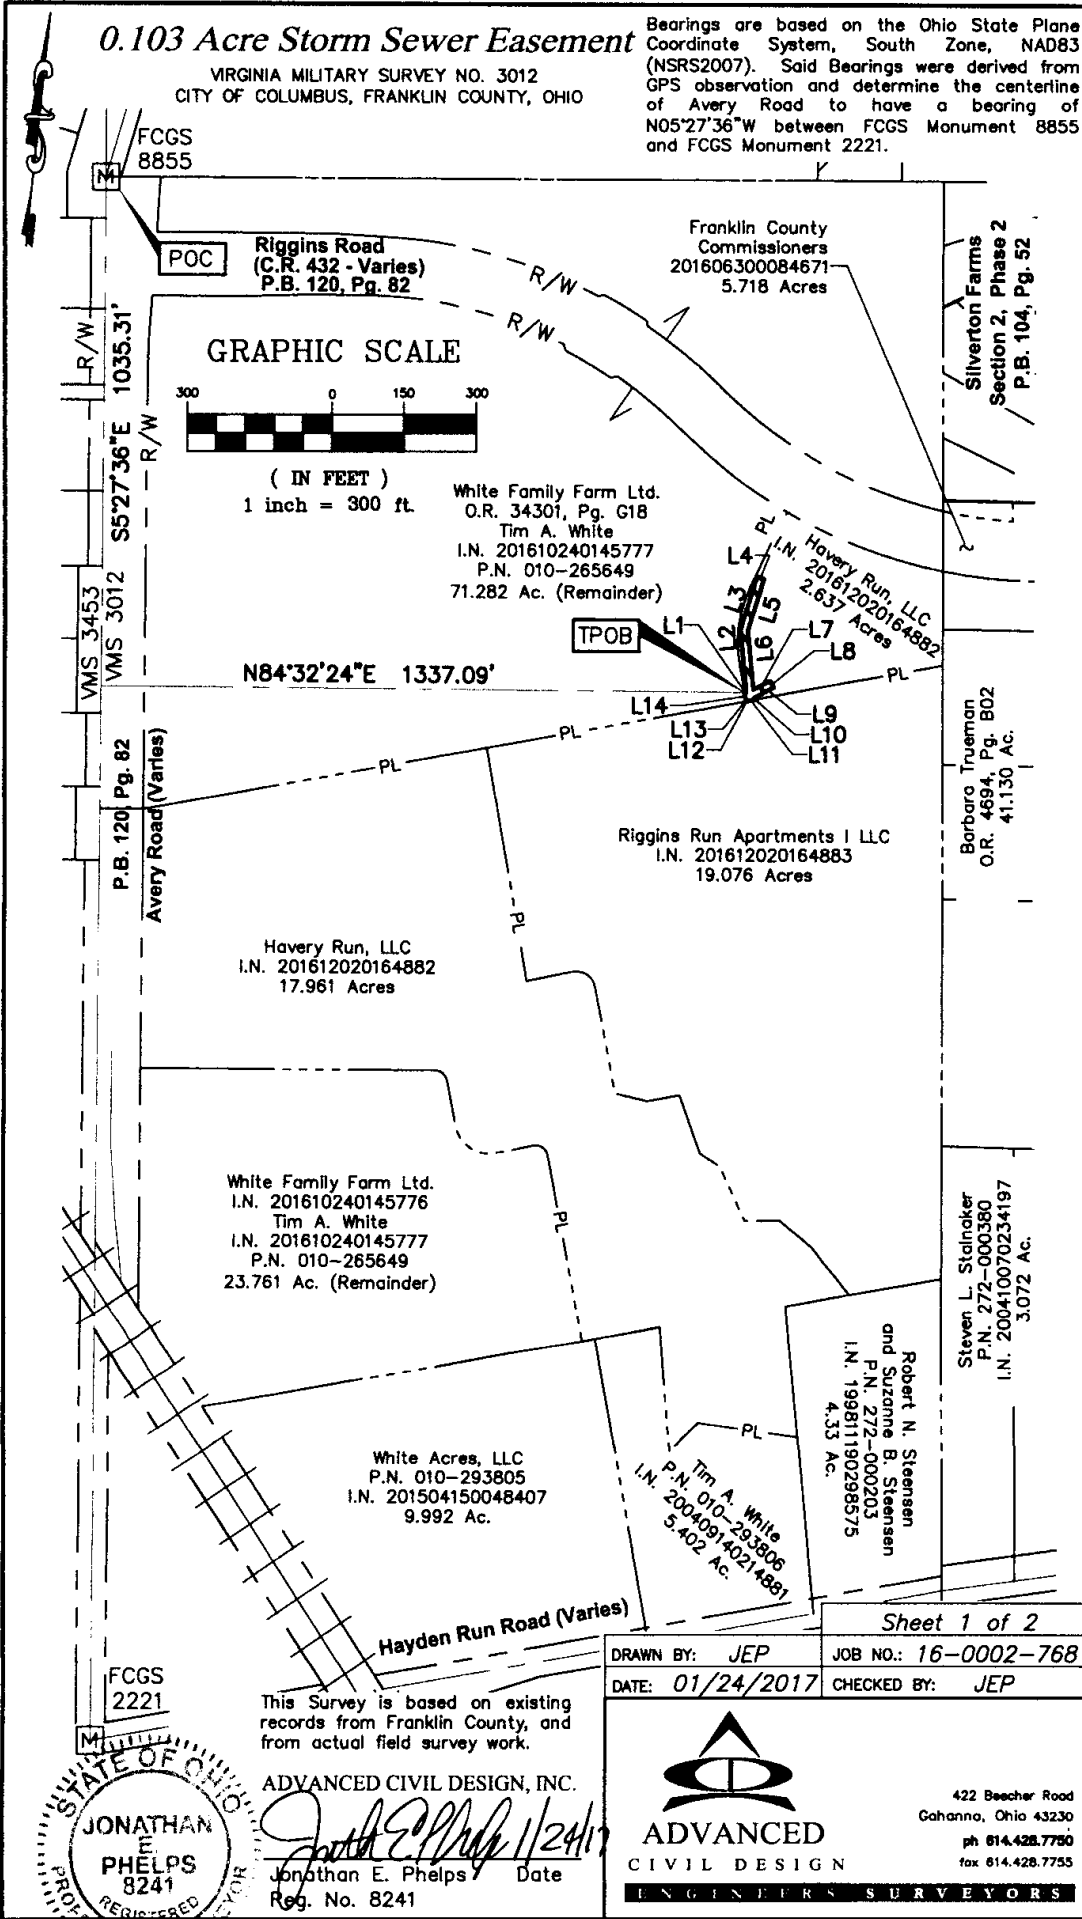 0.103 Acre Storm Sewer Easement
VIRGINIA MILITARY SURVEY NO. 3012
CITY OF COLUMBUS, FRANKLIN COUNTY, OHIO
Bearings are based on the Ohio State Plane
Coordinate System, South Zone, NAD83
(NSRS2007). Said Bearings were derived from
GPS observation and determine the centerline
of Avery Road to have a bearing of
N05°27'36"W between FCGS Monument 8855
and FCGS Monument 2221.
FCGS
8855
M
POC
Riggins Road
(C.R. 432 - Varies)
P.B. 120, Pg. 82
R/W
R/W
Franklin County
Commissioners
201606300084671
5.718 Acres
Silverton Farms
Section 2, Phase 2
P.B. 104, Pg. 52
R/W
S5°27'36"E 1035.31'
R/W
GRAPHIC SCALE
300 0 150 300
( IN FEET )
1 inch = 300 ft.
White Family Farm Ltd.
O.R. 34301, Pg. G18
Tim A. White
I.N. 201610240145777
P.N. 010-265649
71.282 Ac. (Remainder)
PL
Havery Run, LLC
I.N. 201612020164882
2.637 Acres
L4
L3
L5
L1
L2
L6
L7
L8
TPOB
VMS 3453
VMS 3012
N84°32'24"E 1337.09'
PL
L14
L9
L13
L10
L12
L11
PL
PL
P.B. 120, Pg. 82
Avery Road (Varies)
Barbara Trueman
O.R. 4694, Pg. B02
41.130 Ac.
Riggins Run Apartments I LLC
I.N. 201612020164883
19.076 Acres
PL
Havery Run, LLC
I.N. 201612020164882
17.961 Acres
White Family Farm Ltd.
I.N. 201610240145776
Tim A. White
I.N. 201610240145777
P.N. 010-265649
23.761 Ac. (Remainder)
PL
Steven L. Stalnaker
P.N. 272-000380
I.N. 200410070234197
3.072 Ac.
Robert N. Steensen
and Suzanne B. Steensen
P.N. 272-000203
I.N. 199811190298575
4.33 Ac.
PL
White Acres, LLC
P.N. 010-293805
I.N. 201504150048407
9.992 Ac.
Tim A. White
P.N. 010-293806
I.N. 200409140214881
5.402 Ac.
Hayden Run Road (Varies)
FCGS
2221
M
This Survey is based on existing
records from Franklin County, and
from actual field survey work.
ADVANCED CIVIL DESIGN, INC.
1/24/17
Jonathan E. Phelps Date
Reg. No. 8241
STATE OF OHIO
JONATHAN
E
PHELPS
8241
REGISTERED
Sheet 1 of 2
DRAWN BY: JEP
JOB NO.: 16-0002-768
DATE: 01/24/2017
CHECKED BY: JEP
ADVANCED
CIVIL DESIGN
422 Beecher Road
Gahanna, Ohio 43230
ph 614.428.7750
fax 614.428.7755
ENGINEERS SURVEYORS